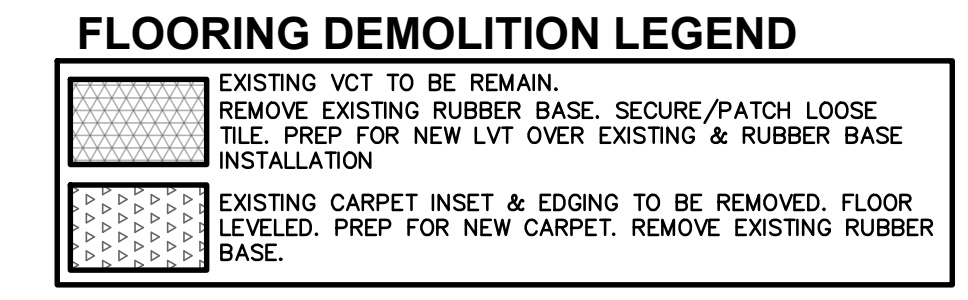 FLOORING DEMOLITION LEGEND
EXISTING VCT TO BE REMAIN.
REMOVE EXISTING RUBBER BASE. SECURE/PATCH LOOSE
TILE. PREP FOR NEW LVT OVER EXISTING & RUBBER BASE
INSTALLATION
EXISTING CARPET INSET & EDGING TO BE REMOVED. FLOOR
LEVELED. PREP FOR NEW CARPET. REMOVE EXISTING RUBBER
BASE.